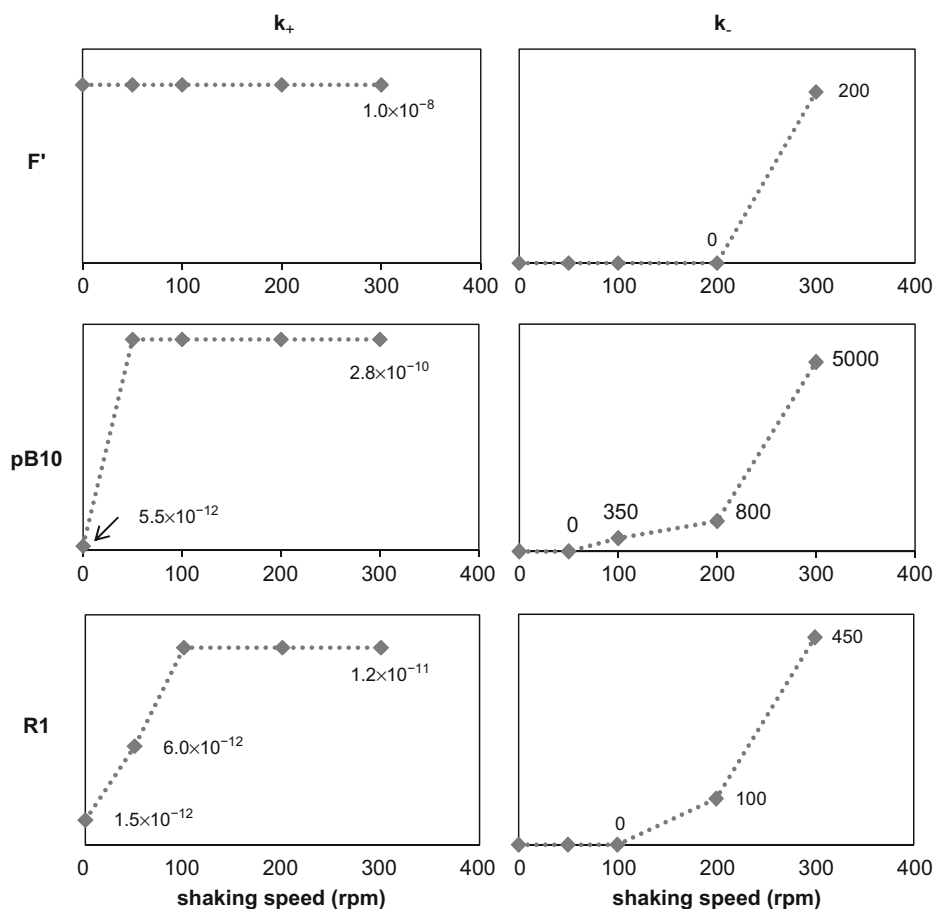 k₊ k₋
F'
1.0×10⁻⁸
200
0
0 100 200 300 400
0 100 200 300 400
pB10
2.8×10⁻¹⁰
5.5×10⁻¹²
5000
0 350 800
0 100 200 300 400
0 100 200 300 400
R1
1.2×10⁻¹¹
6.0×10⁻¹²
1.5×10⁻¹²
450
0 100
0 100 200 300 400
shaking speed (rpm)
0 100 200 300 400
shaking speed (rpm)